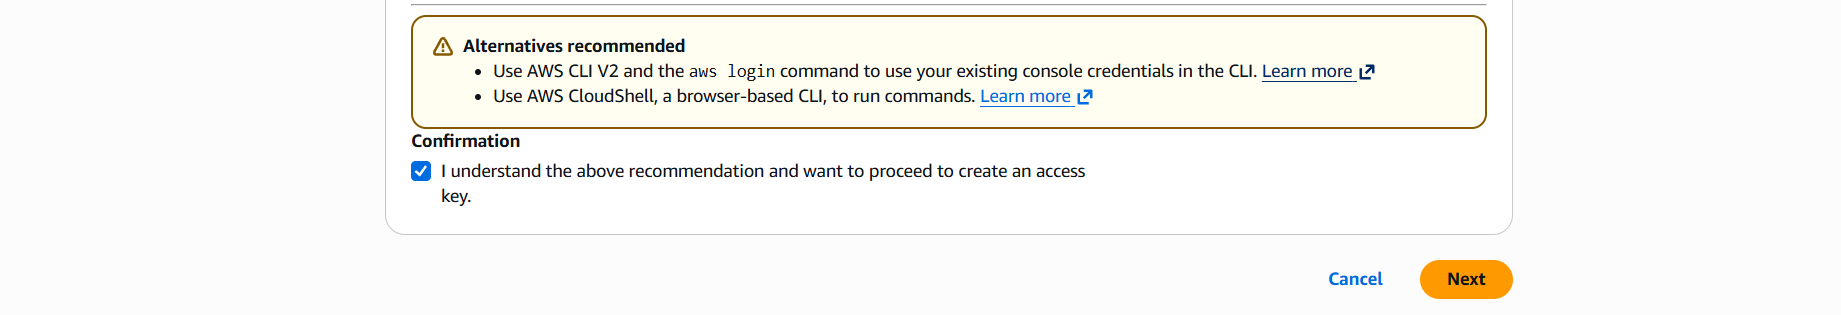 Alternatives recommended
• Use AWS CLI V2 and the aws login command to use your existing console credentials in the CLI. Learn more
• Use AWS CloudShell, a browser-based CLI, to run commands. Learn more
Confirmation
I understand the above recommendation and want to proceed to create an access
key.
Cancel
Next